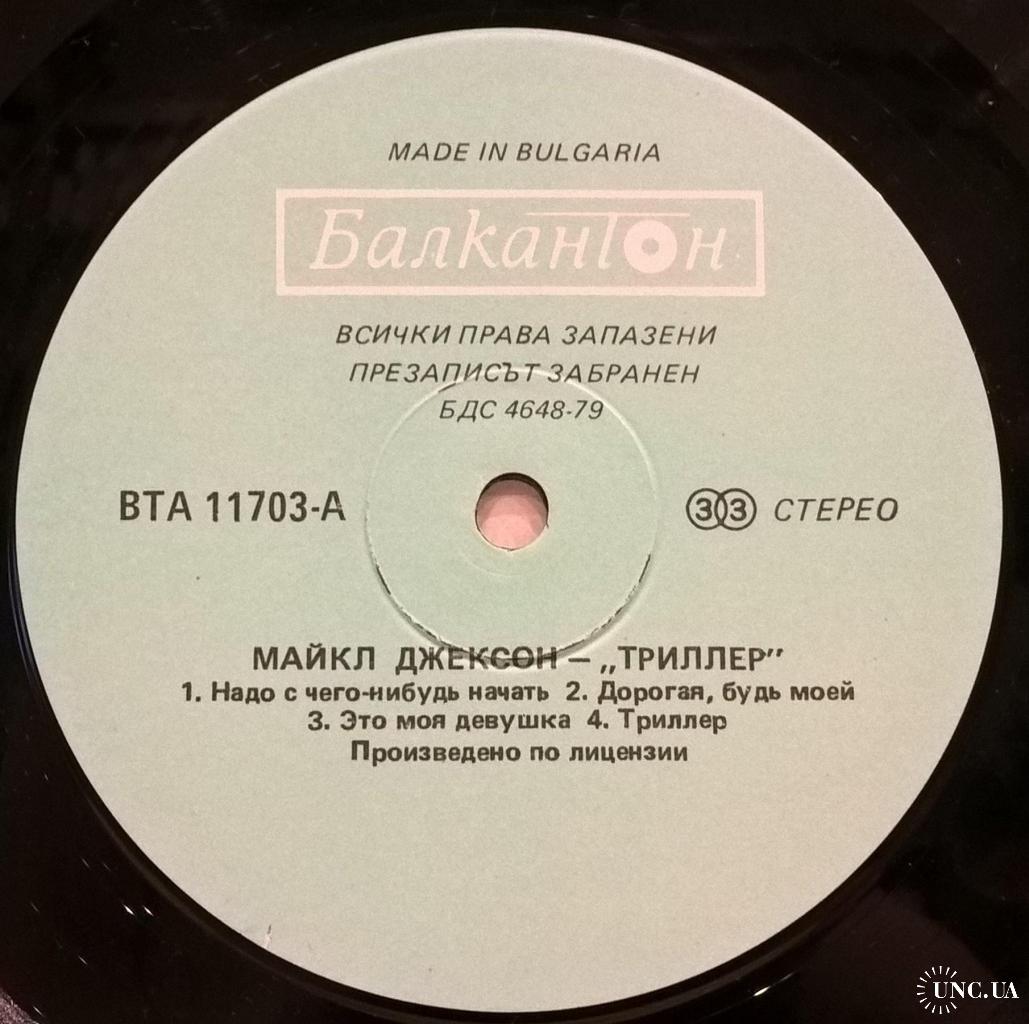 MADE IN BULGARIA
Балкантон
ВСИЧКИ ПРАВА ЗАПАЗЕНИ
ПРЕЗАПИСЪТ ЗАБРАНЕН
БДС 4648-79
ВТА 11703-А
33 СТЕРЕО
МАЙКЛ ДЖЕКСОН – „ТРИЛЛЕР”
1. Надо с чего-нибудь начать 2. Дорогая, будь моей
3. Это моя девушка 4. Триллер
Произведено по лицензии
UNC.UA